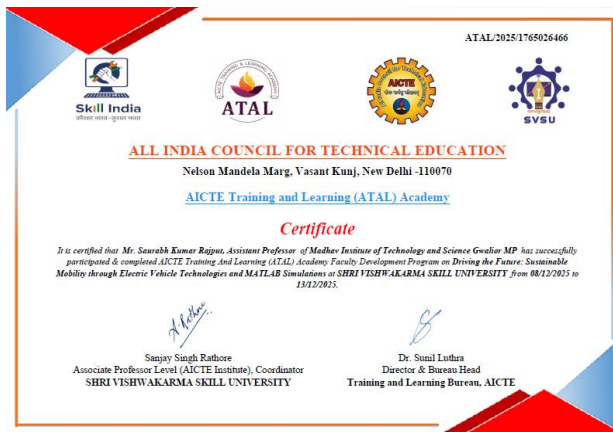 ATAL/2025/1765026466
Skill India
कौशल भारत-कुशल भारत
AICTE TRAINING & LEARNING ACADEMY
ATAL
AICTE
SVSU
ALL INDIA COUNCIL FOR TECHNICAL EDUCATION
Nelson Mandela Marg, Vasant Kunj, New Delhi -110070
AICTE Training and Learning (ATAL) Academy
Certificate
It is certified that Mr. Saurabh Kumar Rajput, Assistant Professor of Madhav Institute of Technology and Science Gwalior MP has successfully
participated & completed AICTE Training And Learning (ATAL) Academy Faculty Development Program on Driving the Future: Sustainable
Mobility through Electric Vehicle Technologies and MATLAB Simulations at SHRI VISHWAKARMA SKILL UNIVERSITY from 08/12/2025 to
13/12/2025.
Sanjay Singh Rathore
Associate Professor Level (AICTE Institute), Coordinator
SHRI VISHWAKARMA SKILL UNIVERSITY
Dr. Sunil Luthra
Director & Bureau Head
Training and Learning Bureau, AICTE